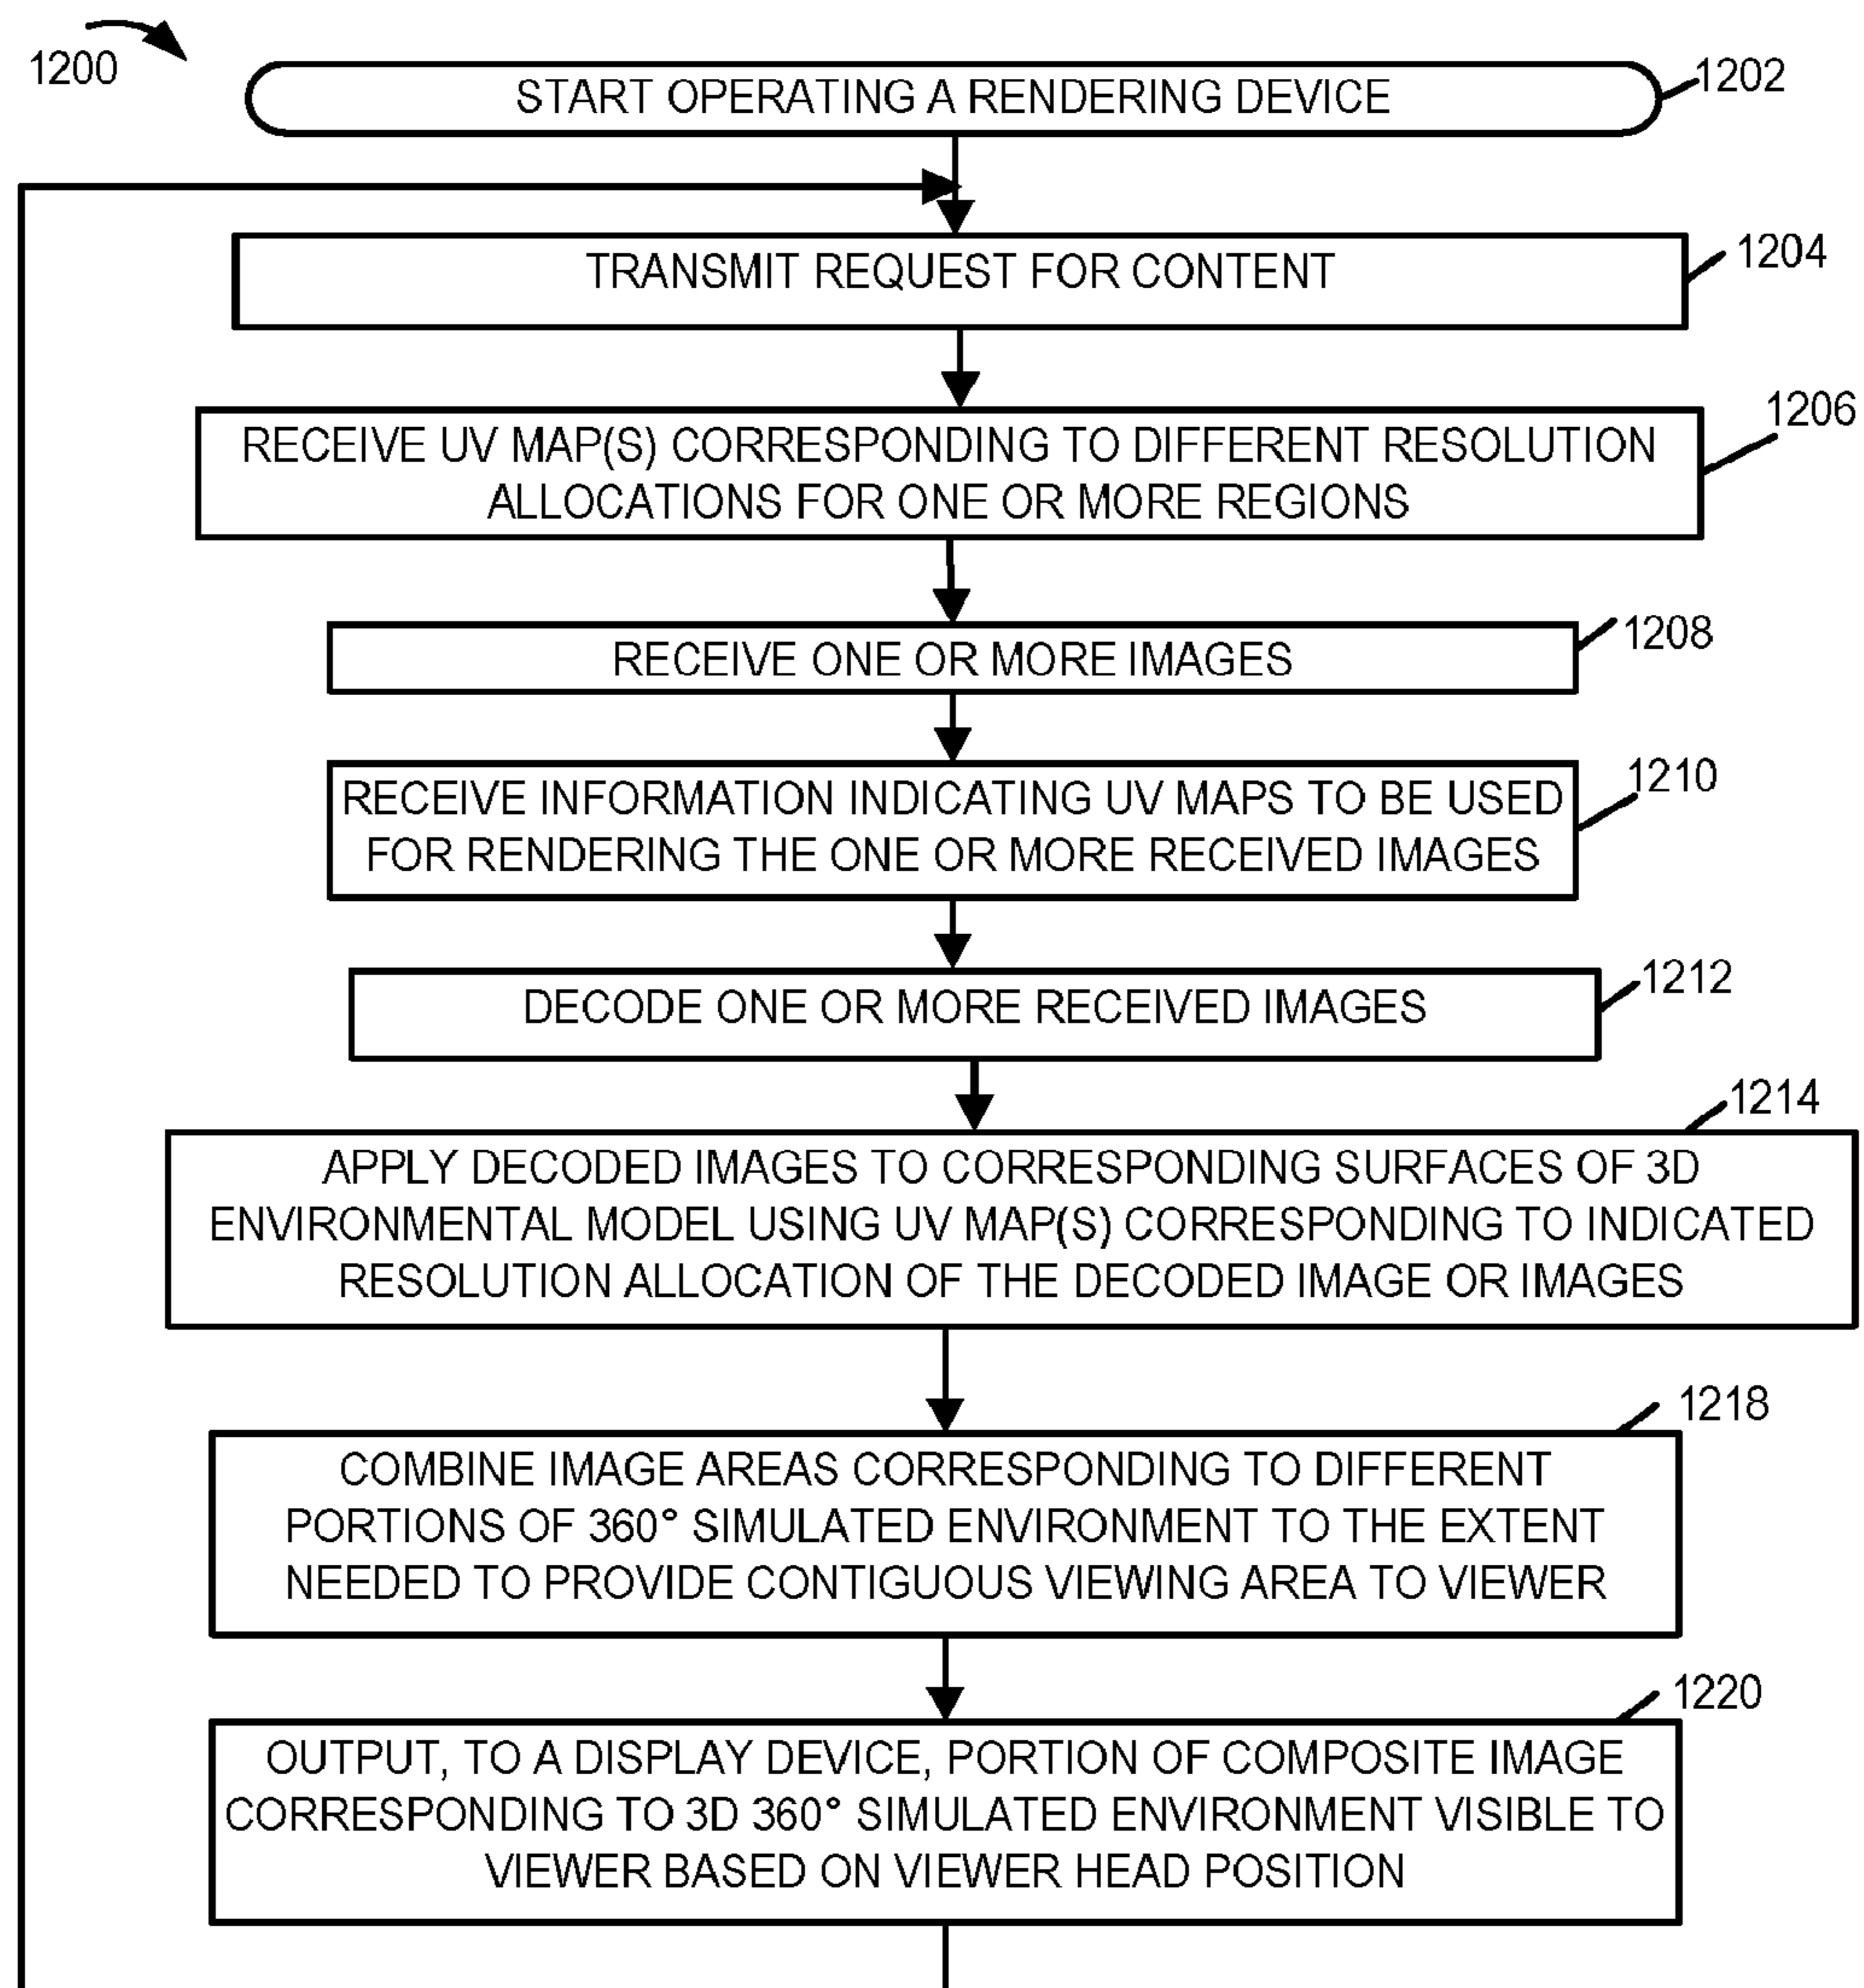 1200
START OPERATING A RENDERING DEVICE
1202
TRANSMIT REQUEST FOR CONTENT
1204
RECEIVE UV MAP(S) CORRESPONDING TO DIFFERENT RESOLUTION
ALLOCATIONS FOR ONE OR MORE REGIONS
1206
RECEIVE ONE OR MORE IMAGES
1208
RECEIVE INFORMATION INDICATING UV MAPS TO BE USED
FOR RENDERING THE ONE OR MORE RECEIVED IMAGES
1210
DECODE ONE OR MORE RECEIVED IMAGES
1212
APPLY DECODED IMAGES TO CORRESPONDING SURFACES OF 3D
ENVIRONMENTAL MODEL USING UV MAP(S) CORRESPONDING TO INDICATED
RESOLUTION ALLOCATION OF THE DECODED IMAGE OR IMAGES
1214
COMBINE IMAGE AREAS CORRESPONDING TO DIFFERENT
PORTIONS OF 360° SIMULATED ENVIRONMENT TO THE EXTENT
NEEDED TO PROVIDE CONTIGUOUS VIEWING AREA TO VIEWER
1218
OUTPUT, TO A DISPLAY DEVICE, PORTION OF COMPOSITE IMAGE
CORRESPONDING TO 3D 360° SIMULATED ENVIRONMENT VISIBLE TO
VIEWER BASED ON VIEWER HEAD POSITION
1220